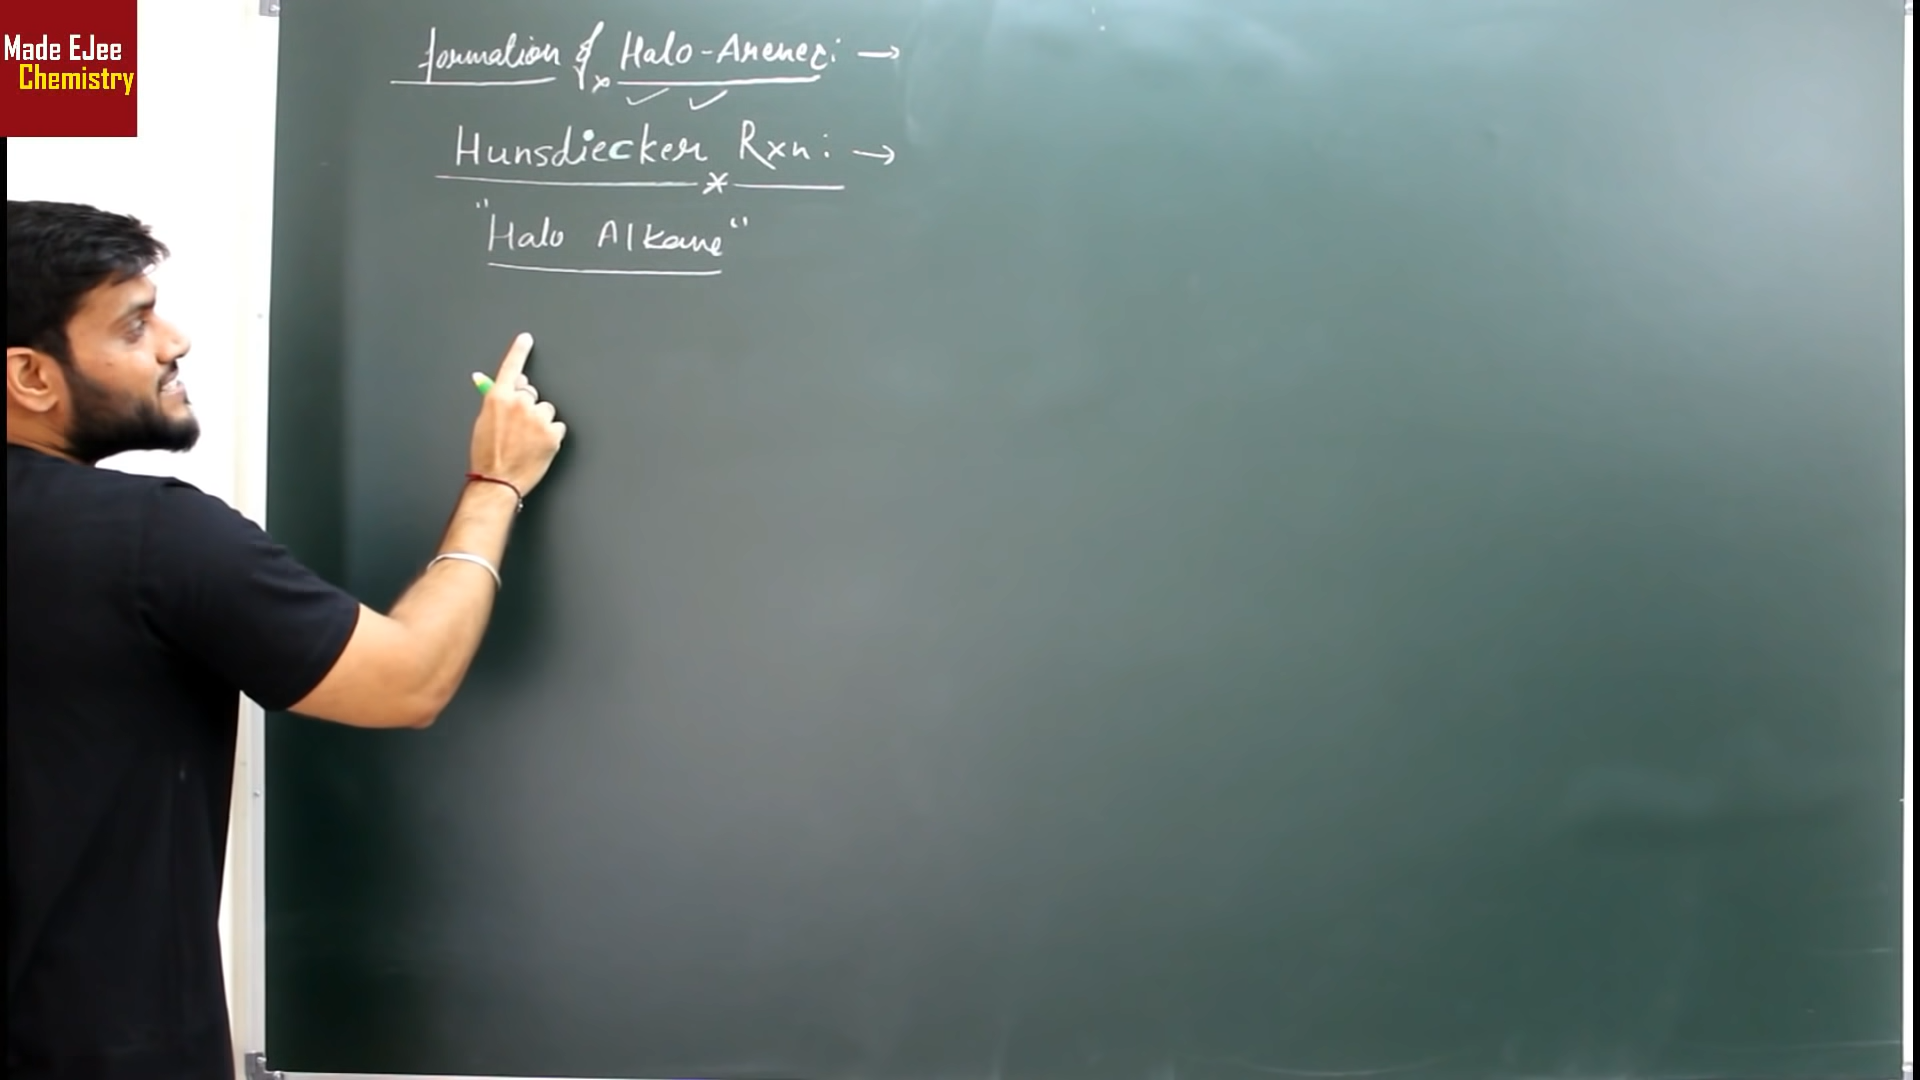 Made EJee
Chemistry
formation of Halo-Arenes: →
Hunsdiecker Rxn: →
"Halo Alkane"